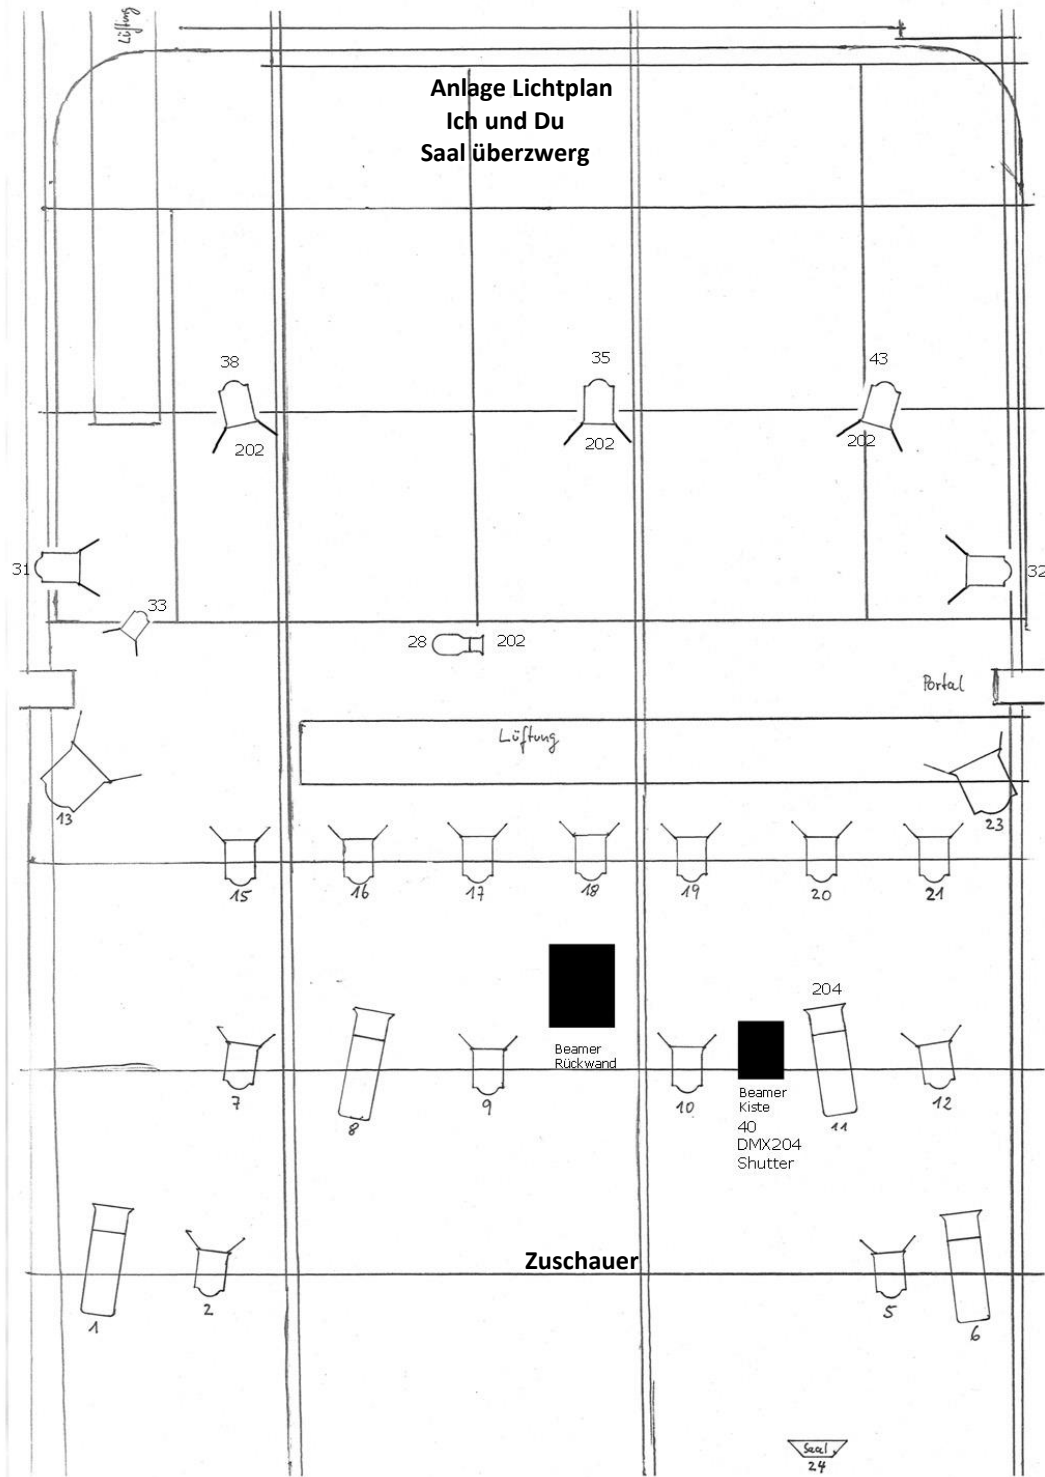 Lüftung
Anlage Lichtplan
Ich und Du
Saal überzwerg
38
35
43
202
202
202
31
32
33
28
202
Portal
Lüftung
13
23
15
16
17
18
19
20
21
204
Beamer
Rückwand
7
8
9
10
Beamer
Kiste
40
DMX204
Shutter
11
12
Zuschauer
1
2
5
6
Saal
24